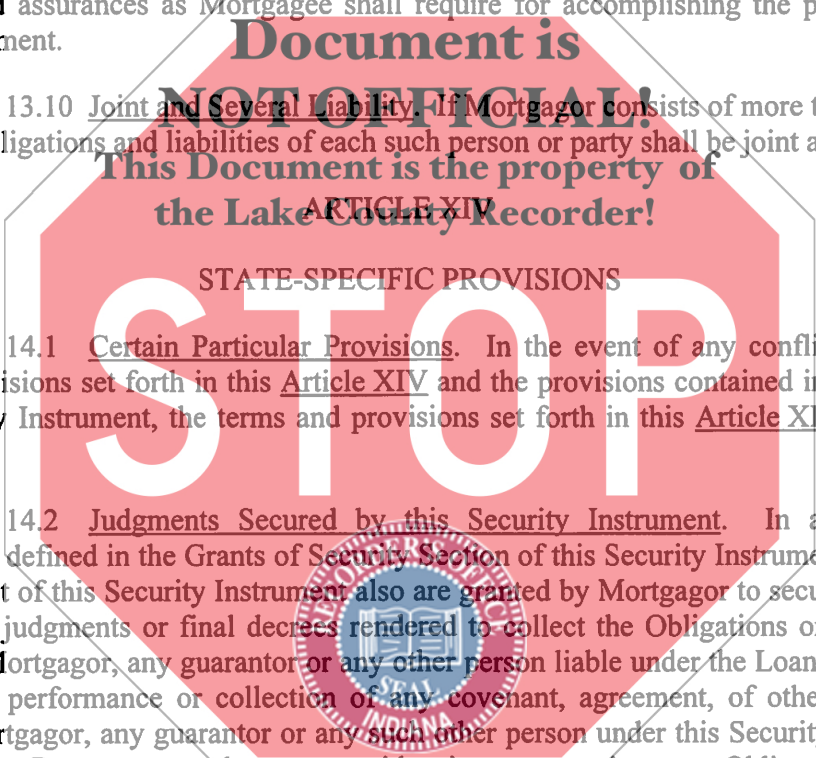 assurances as Mortgagee shall require for accomplishing the
ment.
Document is
NOT OFFICIAL!
13.10 Joint and Several Liability. If Mortgagor consists of more
ligations and liabilities of each such person or party shall be joint
This Document is the property of
the Lake County Recorder!
ARTICLE XIV
STATE-SPECIFIC PROVISIONS
STOP
14.1 Certain Particular Provisions. In the event of any confli
isions set forth in this Article XIV and the provisions contained
Instrument, the terms and provisions set forth in this Article XI
14.2 Judgments Secured by this Security Instrument. In
defined in the Grants of Security Section of this Security Instrume
t of this Security Instrument also are granted by Mortgagor to secu
judgments or final decrees rendered to collect the Obligations
ortgagor, any guarantor or any other person liable under the Loan
performance or collection of any covenant, agreement, of othe
rtgagor, any guarantor or any such other person under this Security
RECORDER'S OFFICE
SEAL
INDIANA